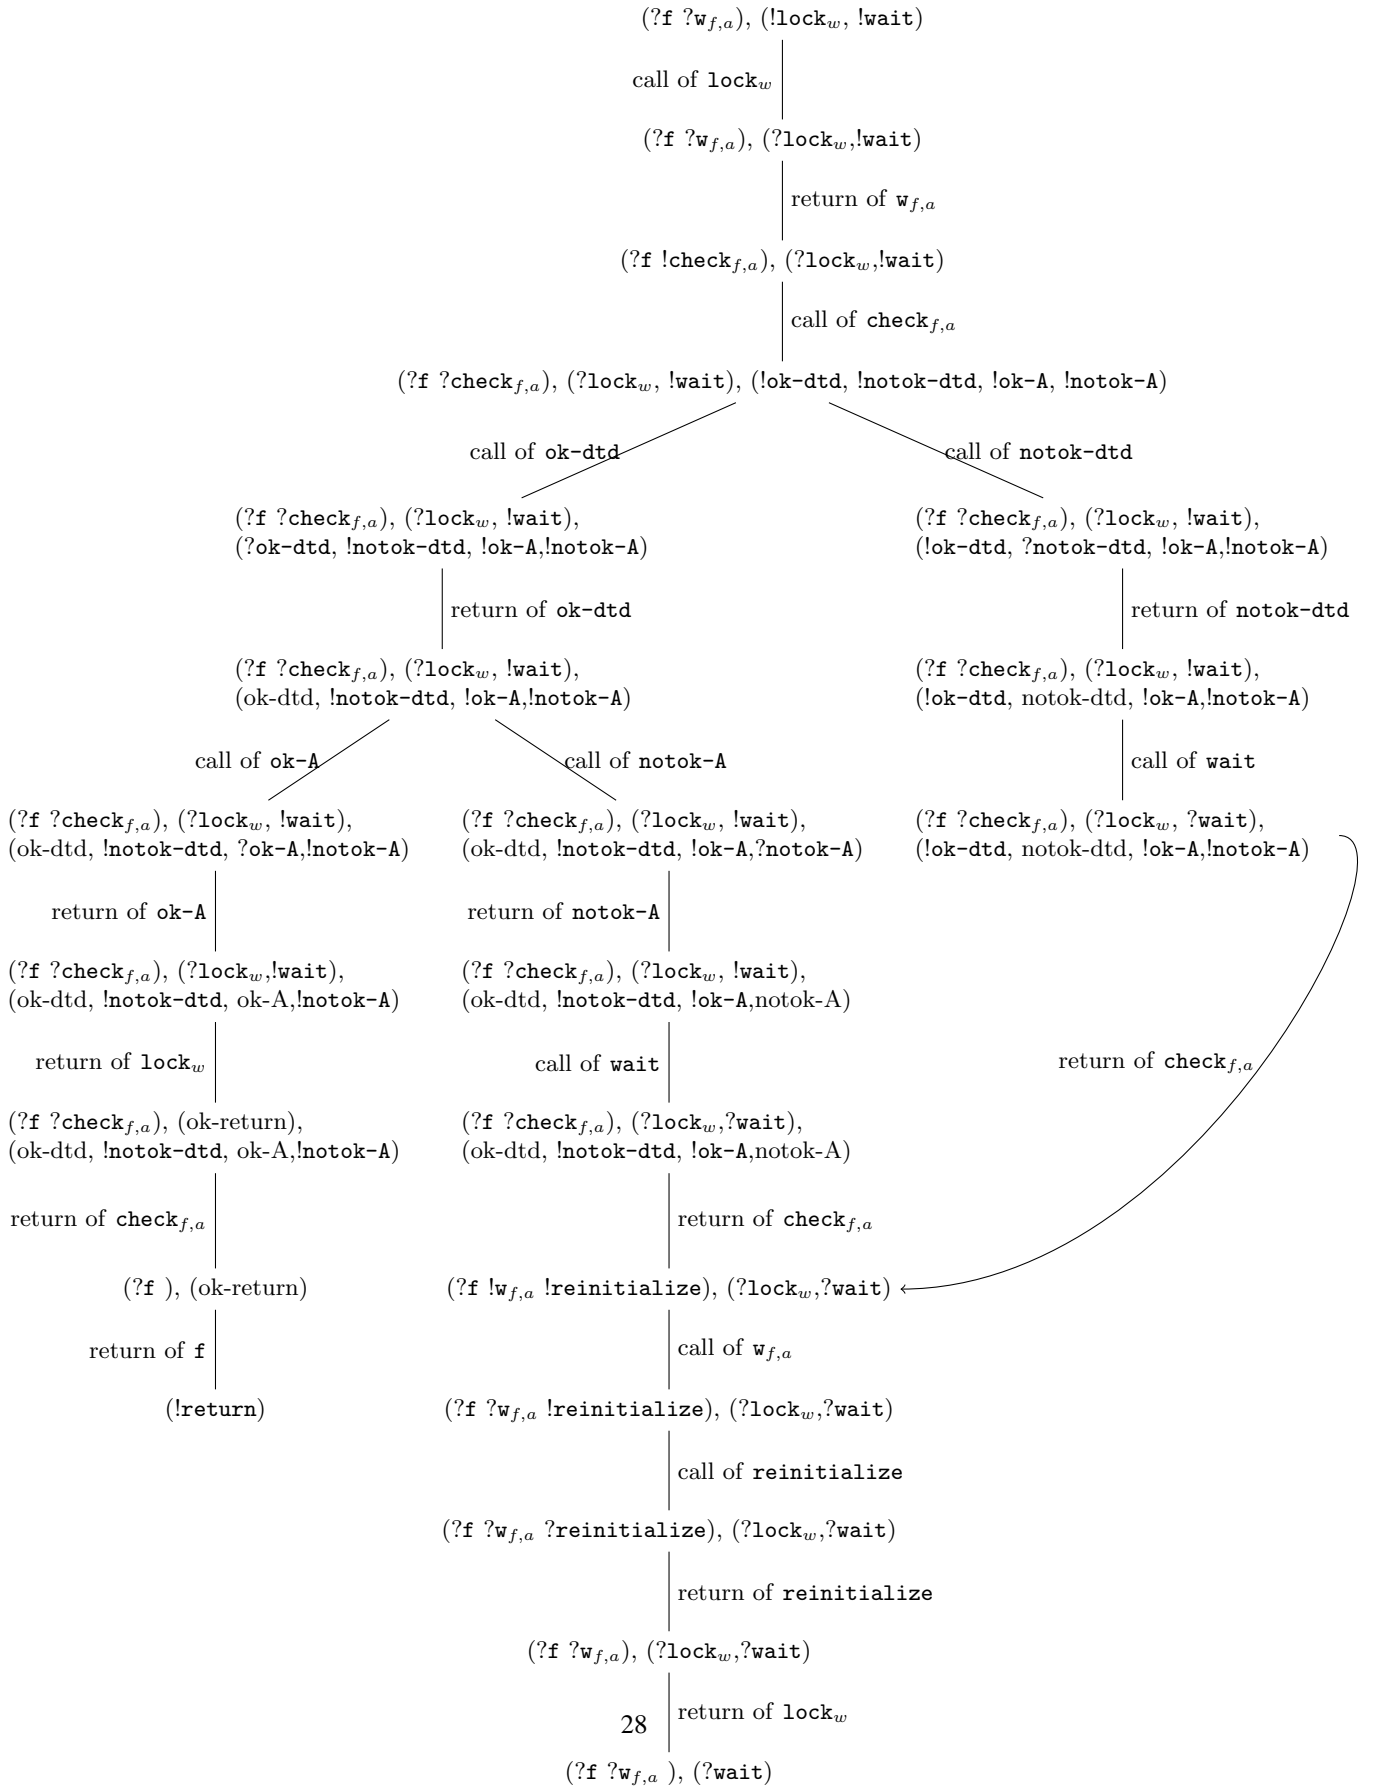 (?f ?w_{f,a}), (!lock_w, !wait)
call of lock_w
(?f ?w_{f,a}), (?lock_w,!wait)
return of w_{f,a}
(?f !check_{f,a}), (?lock_w,!wait)
call of check_{f,a}
(?f ?check_{f,a}), (?lock_w, !wait), (!ok-dtd, !notok-dtd, !ok-A, !notok-A)
call of ok-dtd
call of notok-dtd
(?f ?check_{f,a}), (?lock_w, !wait),
(?ok-dtd, !notok-dtd, !ok-A,!notok-A)
(?f ?check_{f,a}), (?lock_w, !wait),
(!ok-dtd, ?notok-dtd, !ok-A,!notok-A)
return of ok-dtd
return of notok-dtd
(?f ?check_{f,a}), (?lock_w, !wait),
(ok-dtd, !notok-dtd, !ok-A,!notok-A)
(?f ?check_{f,a}), (?lock_w, !wait),
(!ok-dtd, notok-dtd, !ok-A,!notok-A)
call of ok-A
call of notok-A
call of wait
(?f ?check_{f,a}), (?lock_w, !wait),
(ok-dtd, !notok-dtd, ?ok-A,!notok-A)
(?f ?check_{f,a}), (?lock_w, !wait),
(ok-dtd, !notok-dtd, !ok-A,?notok-A)
(?f ?check_{f,a}), (?lock_w, ?wait),
(!ok-dtd, notok-dtd, !ok-A,!notok-A)
return of ok-A
return of notok-A
(?f ?check_{f,a}), (?lock_w,!wait),
(ok-dtd, !notok-dtd, ok-A,!notok-A)
(?f ?check_{f,a}), (?lock_w, !wait),
(ok-dtd, !notok-dtd, !ok-A,notok-A)
return of lock_w
call of wait
return of check_{f,a}
(?f ?check_{f,a}), (ok-return),
(ok-dtd, !notok-dtd, ok-A,!notok-A)
(?f ?check_{f,a}), (?lock_w,?wait),
(ok-dtd, !notok-dtd, !ok-A,notok-A)
return of check_{f,a}
return of check_{f,a}
(?f ), (ok-return)
(?f !w_{f,a} !reinitialize), (?lock_w,?wait)
return of f
call of w_{f,a}
(!return)
(?f ?w_{f,a} !reinitialize), (?lock_w,?wait)
call of reinitialize
(?f ?w_{f,a} ?reinitialize), (?lock_w,?wait)
return of reinitialize
(?f ?w_{f,a}), (?lock_w,?wait)
return of lock_w
28
(?f ?w_{f,a} ), (?wait)